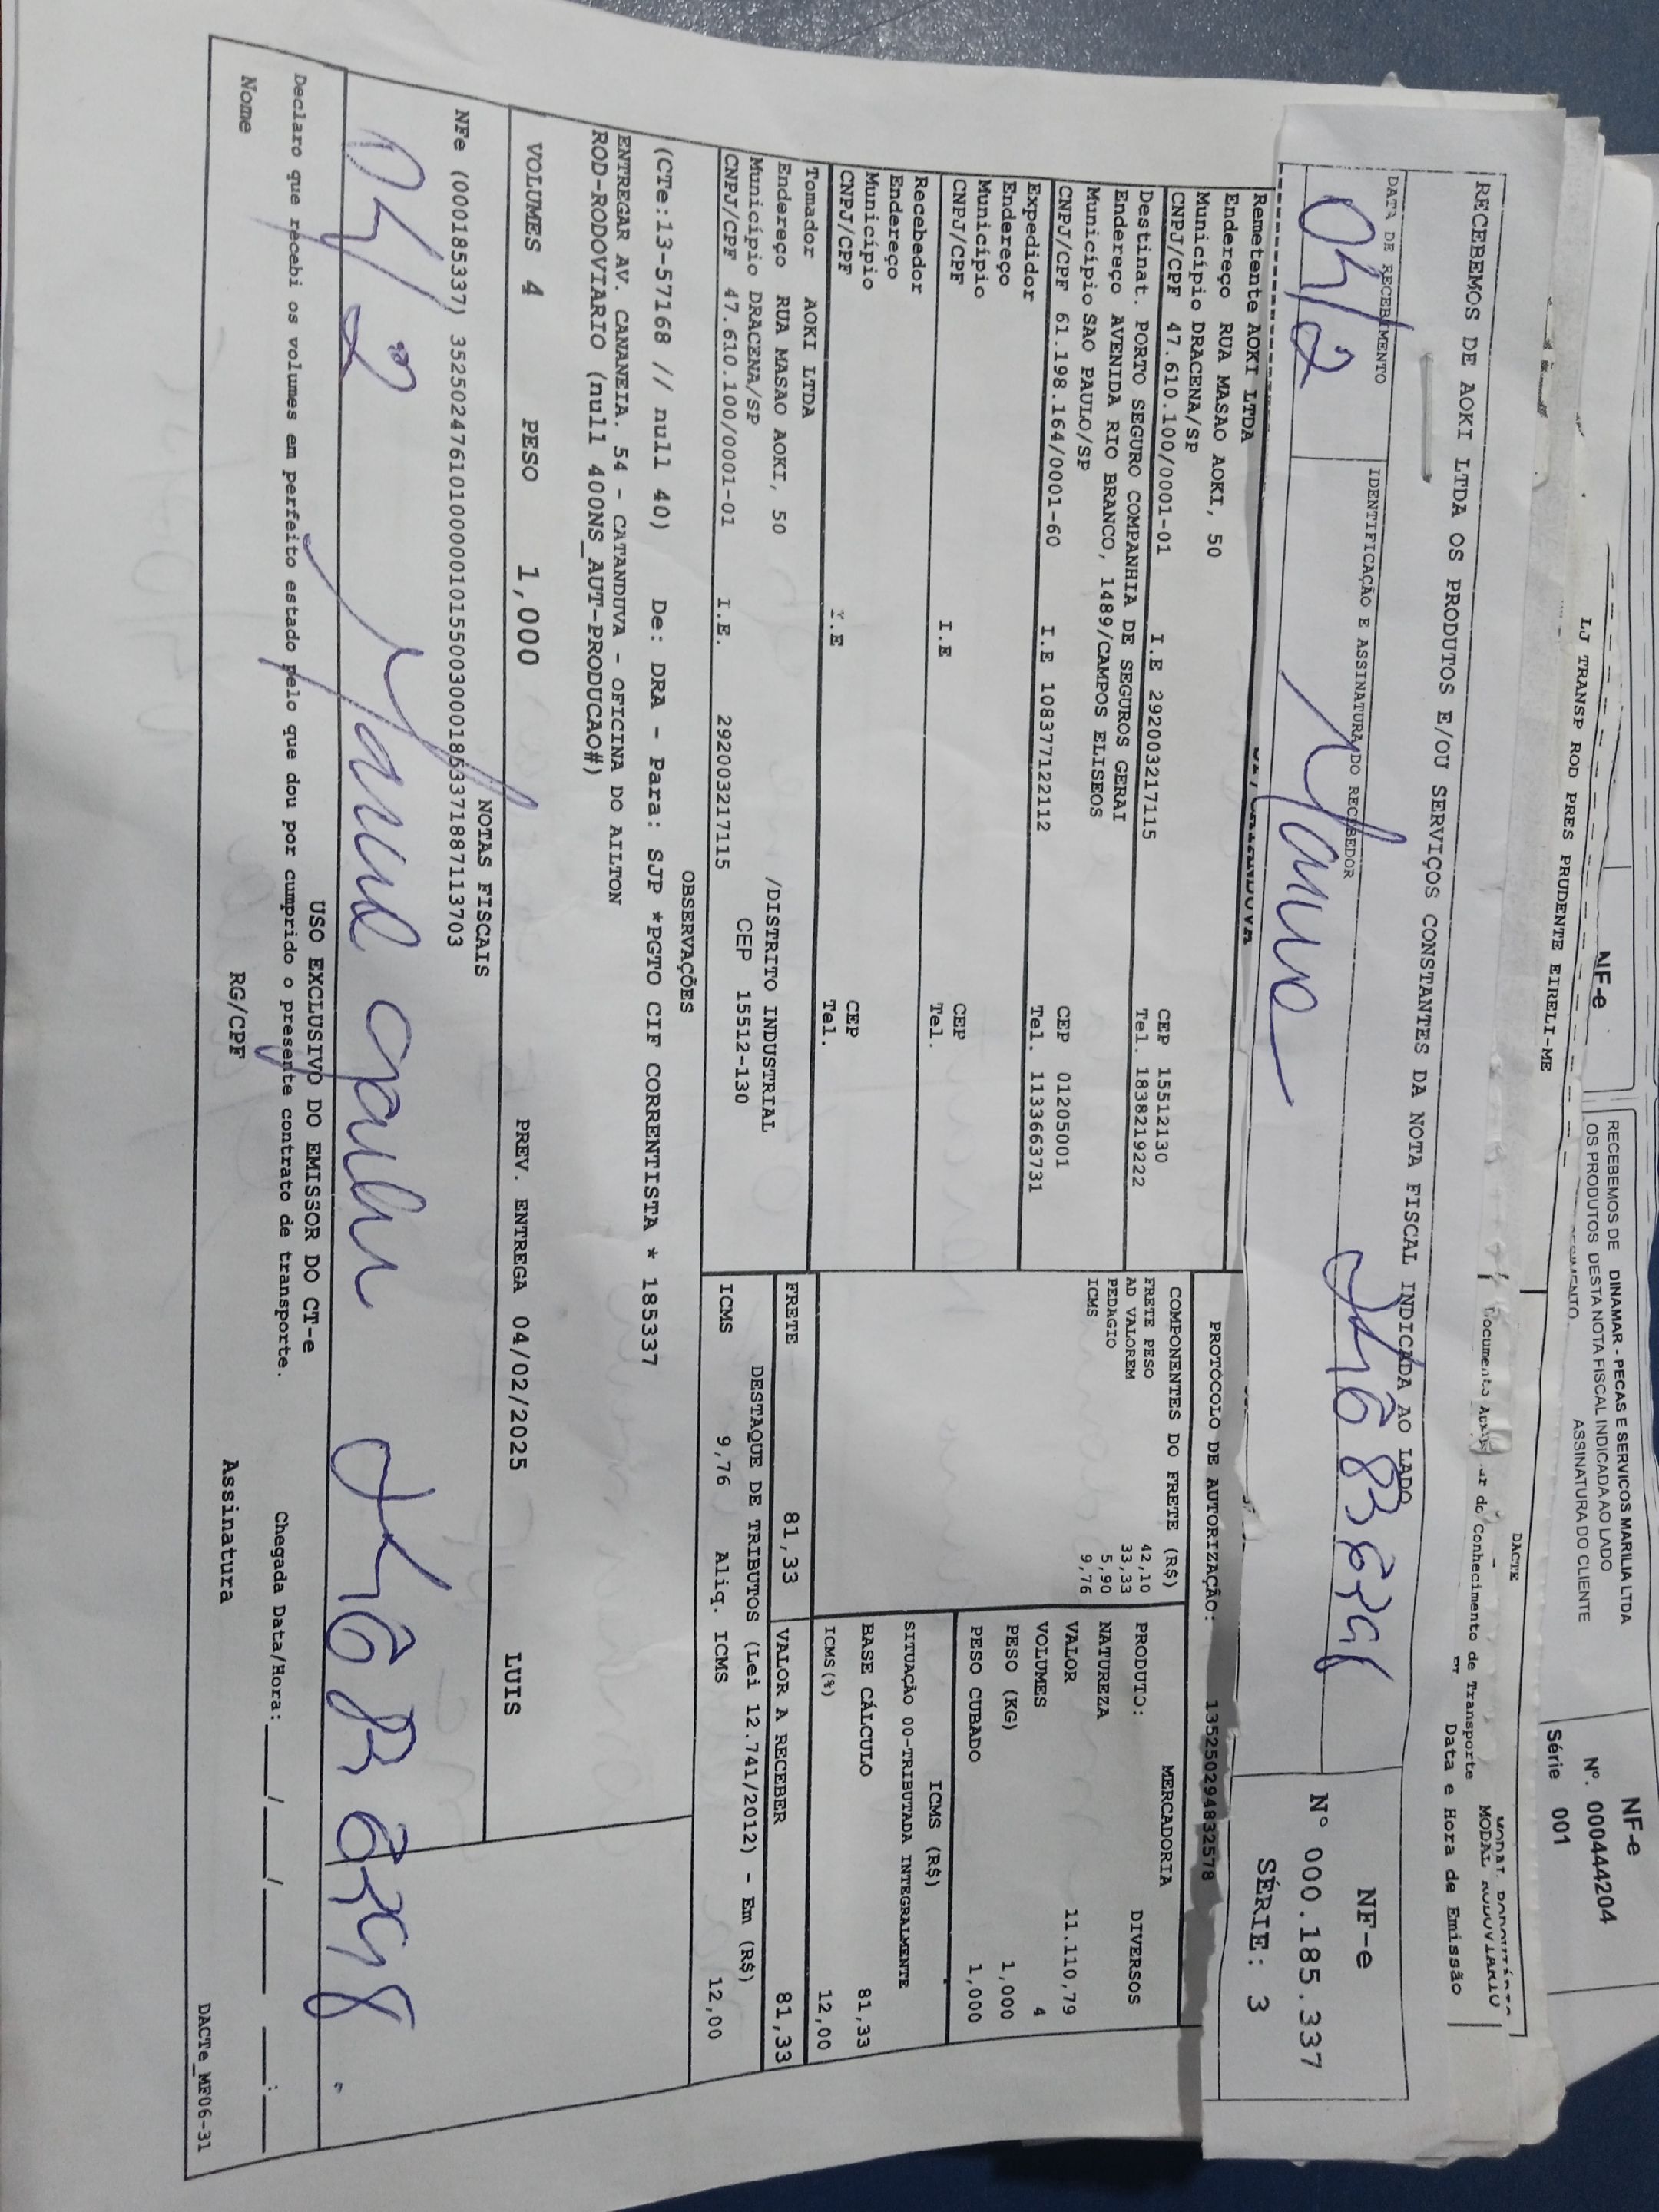 NF-e
RECEBEMOS DE DINAMAR - PECAS E SERVICOS MARILIA LTDA
OS PRODUTOS DESTA NOTA FISCAL INDICADA AO LADO
ASSINATURA DO CLIENTE
NF-e
Nº. 000444204
Série 001
LJ TRANSP ROD PRES PRUDENTE EIRELI-ME
DACTE
Conhecimento de Transporte
MODAL
Data e Hora de Emissão
RECEBEMOS DE AOKI LTDA OS PRODUTOS E/OU SERVIÇOS CONSTANTES DA NOTA FISCAL INDICADA AO LADO
DATA DE RECEBIMENTO
IDENTIFICAÇÃO E ASSINATURA DO RECEBEDOR
04/2
NF-e
N° 000.185.337
SÉRIE: 3
Remetente AOKI LTDA
Endereço RUA MASAO AOKI, 50
Município DRACENA/SP CEP 15512130
CNPJ/CPF 47.610.100/0001-01 I.E 29200321​7115 Tel. 1838219222
Destinat. PORTO SEGURO COMPANHIA DE SEGUROS GERAI
Endereço AVENIDA RIO BRANCO, 1489/CAMPOS ELISEOS
Município SAO PAULO/SP CEP 01205001
CNPJ/CPF 61.198.164/0001-60 I.E 108377122112 Tel. 1133663731
Expedidor
Endereço
Município CEP
CNPJ/CPF I.E Tel.
Recebedor
Endereço
Município CEP
CNPJ/CPF I.E Tel.
Tomador AOKI LTDA
Endereço RUA MASAO AOKI, 50 /DISTRITO INDUSTRIAL
Município DRACENA/SP CEP 15512-130
CNPJ/CPF 47.610.100/0001-01 I.E. 292003217115
PROTOCOLO DE AUTORIZAÇÃO: 135250294832578
COMPONENTES DO FRETE (R$)
FRETE PESO 42,10
AD VALOREM 33,33
PEDAGIO 5,90
ICMS 9,76
MERCADORIA
PRODUTO: DIVERSOS
NATUREZA
VALOR 11.110,79
VOLUMES 4
PESO (KG) 1,000
PESO CUBADO 1,000
ICMS (R$)
SITUAÇÃO 00-TRIBUTADA INTEGRALMENTE
BASE CÁLCULO 81,33
ICMS(%) 12,00
FRETE 81,33 VALOR A RECEBER 81,33
DESTAQUE DE TRIBUTOS (Lei 12.741/2012) - Em (R$)
ICMS 9,76 Aliq. ICMS 12,00
OBSERVAÇÕES
(CTe:13-57168 // null 40) De: DRA - Para: SJP *PGTO CIF CORRENTISTA * 185337
ENTREGAR AV. CANANEIA. 54 - CATANDUVA - OFICINA DO AILTON
ROD-RODOVIARIO (null 400NS_AUT-PRODUCAO#)
VOLUMES 4 PESO 1,000 PREV. ENTREGA 04/02/2025 LUIS
NOTAS FISCAIS
NFe (000185337) 35250247610100000101550030001853371887113703
04/2
USO EXCLUSIVO DO EMISSOR DO CT-e
Declaro que recebi os volumes em perfeito estado pelo que dou por cumprido o presente contrato de transporte. Chegada Data/Hora:___/___/____ __:__
Nome RG/CPF Assinatura
DACTe_MF06-31